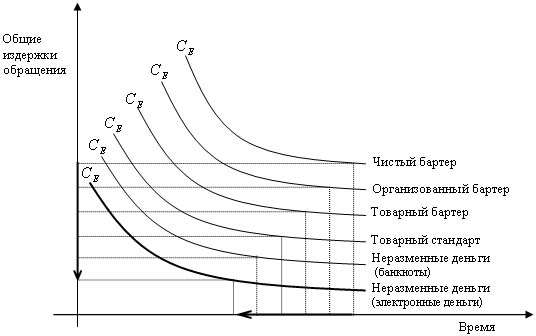 Общие
издержки
обращения
C_E
C_E
C_E
C_E
C_E
C_E
Чистый бартер
Организованный бартер
Товарный бартер
Товарный стандарт
Неразменные деньги
(банкноты)
Неразменные деньги
(электронные деньги)
Время